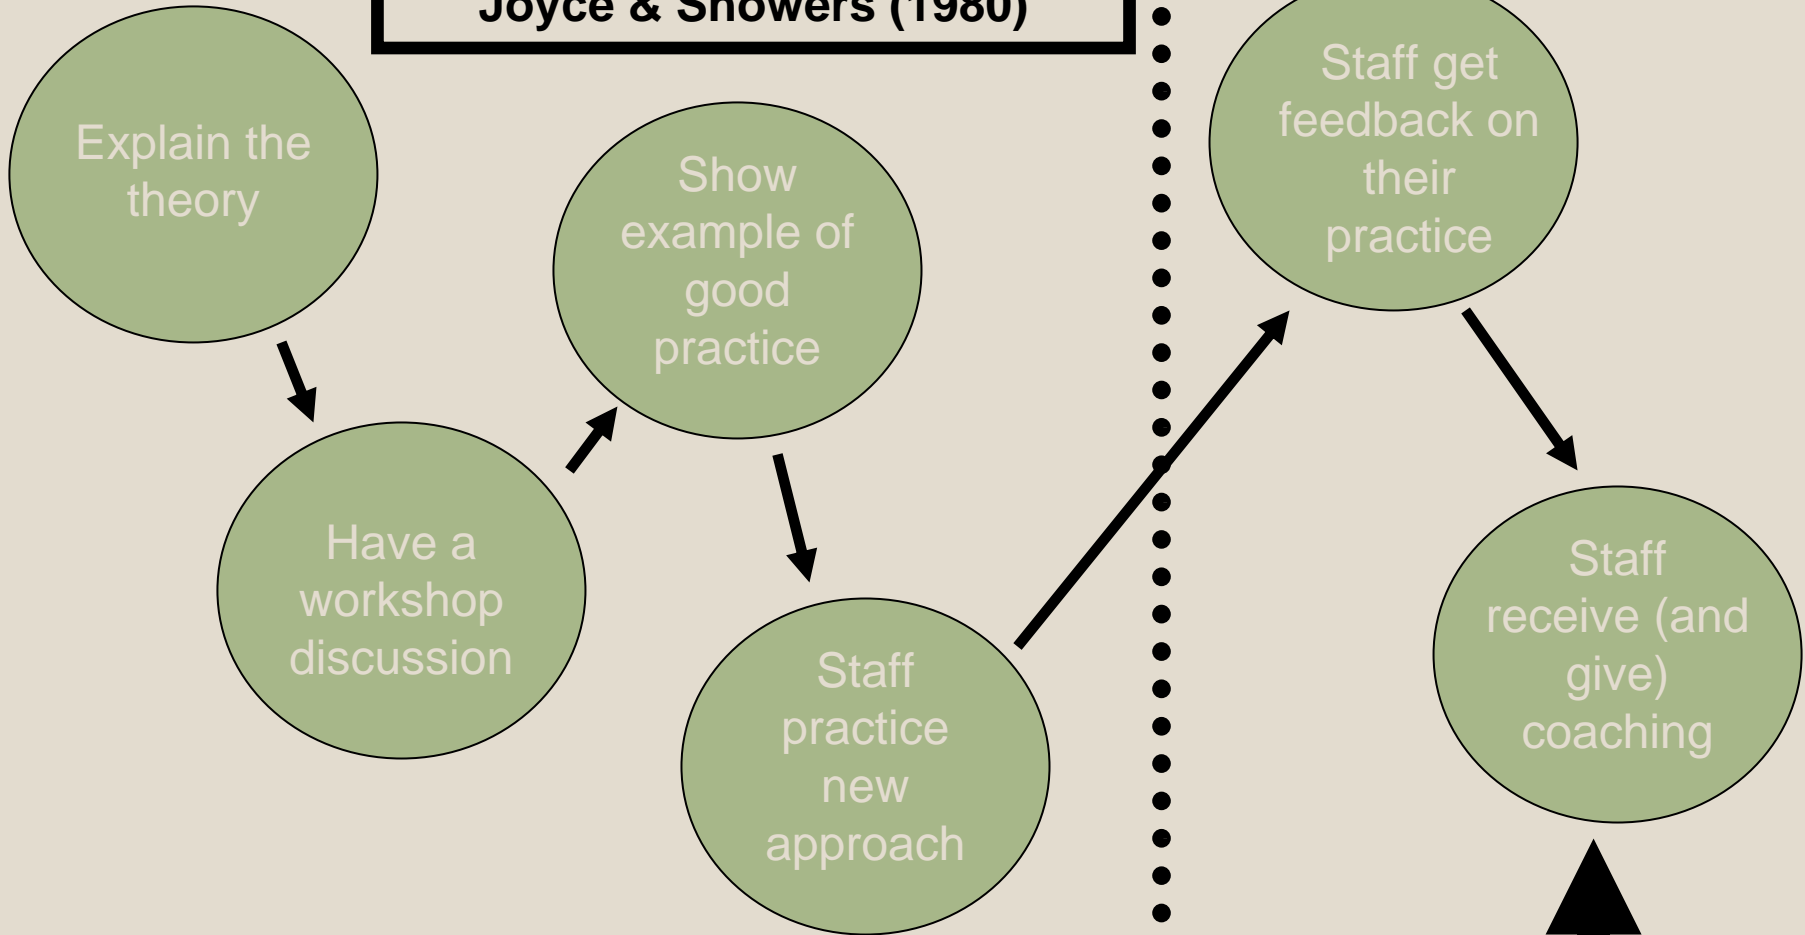 Joyce & Showers (1980)
Explain the
theory
Have a
workshop
discussion
Show
example of
good
practice
Staff
practice
new
approach
Staff get
feedback on
their
practice
Staff
receive (and
give)
coaching